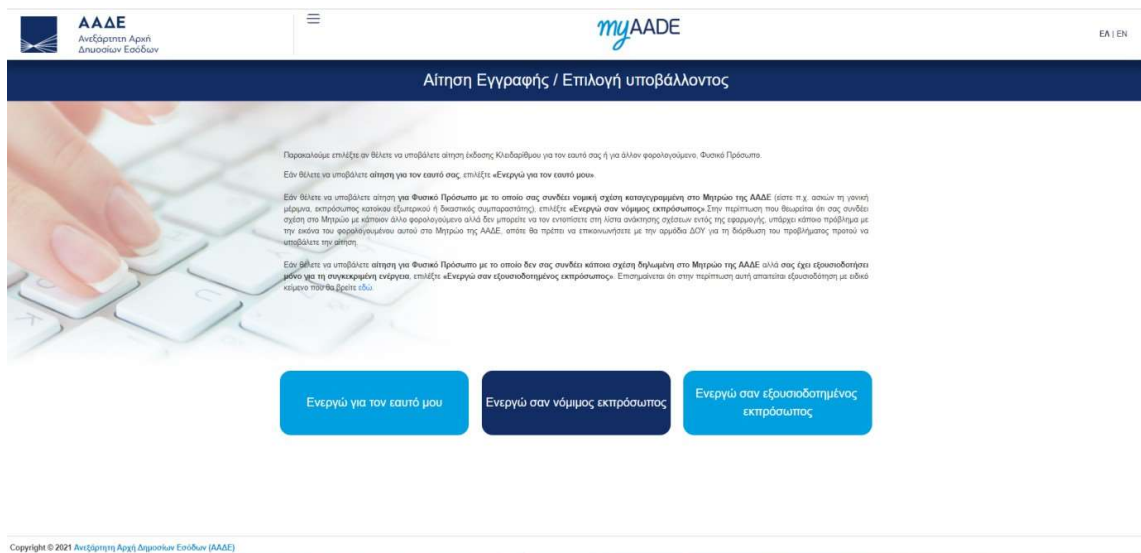 ΑΑΔΕ
Ανεξάρτητη Αρχή
Δημοσίων Εσόδων
myAADE
ΕΛ | EN
Αίτηση Εγγραφής / Επιλογή υποβάλλοντος
Παρακαλούμε επιλέξτε αν θέλετε να υποβάλετε αίτηση έκδοσης Κλειδαρίθμου για τον εαυτό σας ή για άλλον φορολογούμενο, Φυσικό Πρόσωπο.
Εάν θέλετε να υποβάλετε αίτηση για τον εαυτό σας, επιλέξτε «Ενεργώ για τον εαυτό μου».
Εάν θέλετε να υποβάλετε αίτηση για Φυσικό Πρόσωπο με το οποίο σας συνδέει νομική σχέση καταγεγραμμένη στο Μητρώο της ΑΑΔΕ (είστε π.χ. ασκών τη γονική
μέριμνα, εκπρόσωπος κατοίκου εξωτερικού ή δικαστικός συμπαραστάτης), επιλέξτε «Ενεργώ σαν νόμιμος εκπρόσωπος».Στην περίπτωση που θεωρείται ότι σας συνδέει
σχέση στο Μητρώο με κάποιον άλλο φορολογούμενο αλλά δεν μπορείτε να τον εντοπίσετε στη λίστα ανάκτησης σχέσεων εντός της εφαρμογής, υπάρχει κάποιο πρόβλημα με
την εικόνα του φορολογουμένου αυτού στο Μητρώο της ΑΑΔΕ, οπότε θα πρέπει να επικοινωνήσετε με την αρμόδια ΔΟΥ για τη διόρθωση του προβλήματος προτού να
υποβάλετε την αίτηση.
Εάν θέλετε να υποβάλετε αίτηση για Φυσικό Πρόσωπο με το οποίο δεν σας συνδέει κάποια σχέση δηλωμένη στο Μητρώο της ΑΑΔΕ αλλά σας έχει εξουσιοδοτήσει
μόνο για τη συγκεκριμένη ενέργεια, επιλέξτε «Ενεργώ σαν εξουσιοδοτημένος εκπρόσωπος». Επισημαίνεται ότι στην περίπτωση αυτή απαιτείται εξουσιοδότηση με ειδικό
κείμενο που θα βρείτε εδώ.
Ενεργώ για τον εαυτό μου
Ενεργώ σαν νόμιμος εκπρόσωπος
Ενεργώ σαν εξουσιοδοτημένος
εκπρόσωπος
Copyright © 2021 Ανεξάρτητη Αρχή Δημοσίων Εσόδων (ΑΑΔΕ)